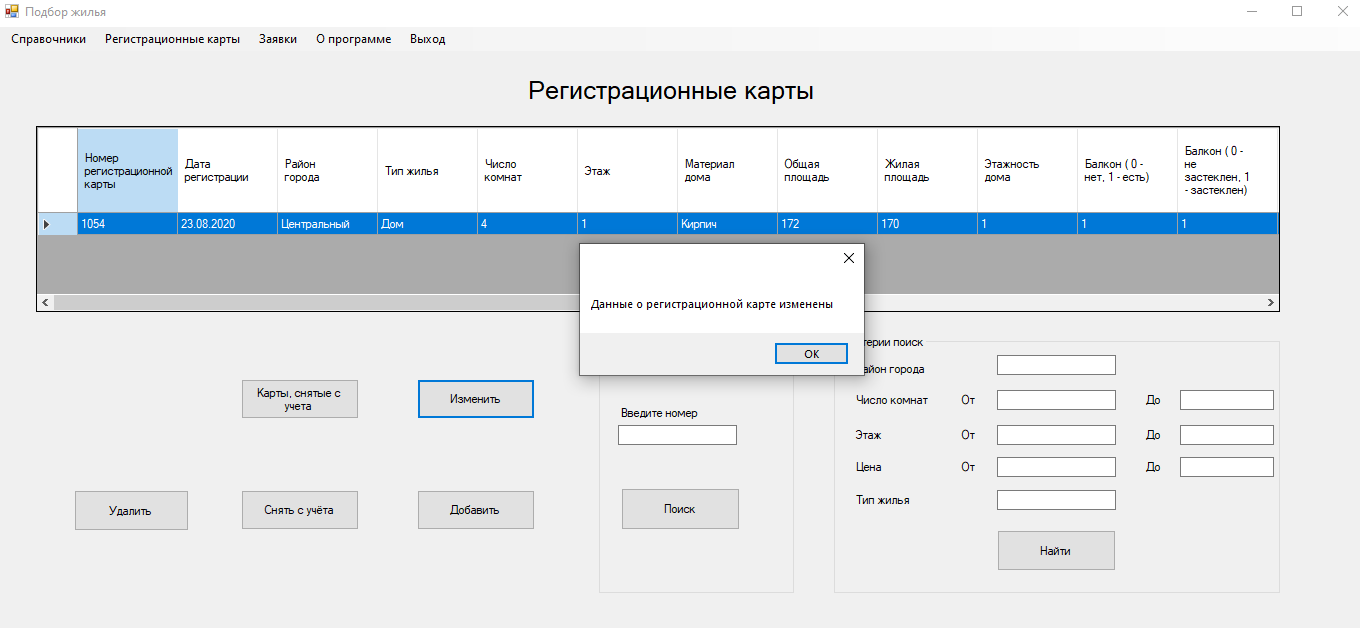 Подбор жилья
Справочники Регистрационные карты Заявки О программе Выход
Регистрационные карты
Номер
регистрационной
карты
Дата
регистрации
Район
города
Тип жилья
Число
комнат
Этаж
Материал
дома
Общая
площадь
Жилая
площадь
Этажность
дома
Балкон ( 0 -
нет, 1 - есть)
Балкон ( 0 -
не
застеклен, 1
- застеклен)
1054 23.08.2020 Центральный Дом 4 1 Кирпич 172 170 1 1 1
Данные о регистрационной карте изменены
OK
Карты, снятые с
учета
Изменить
Удалить
Снять с учёта
Добавить
Введите номер
Поиск
терии поиск
айон города
Число комнат От До
Этаж От До
Цена От До
Тип жилья
Найти